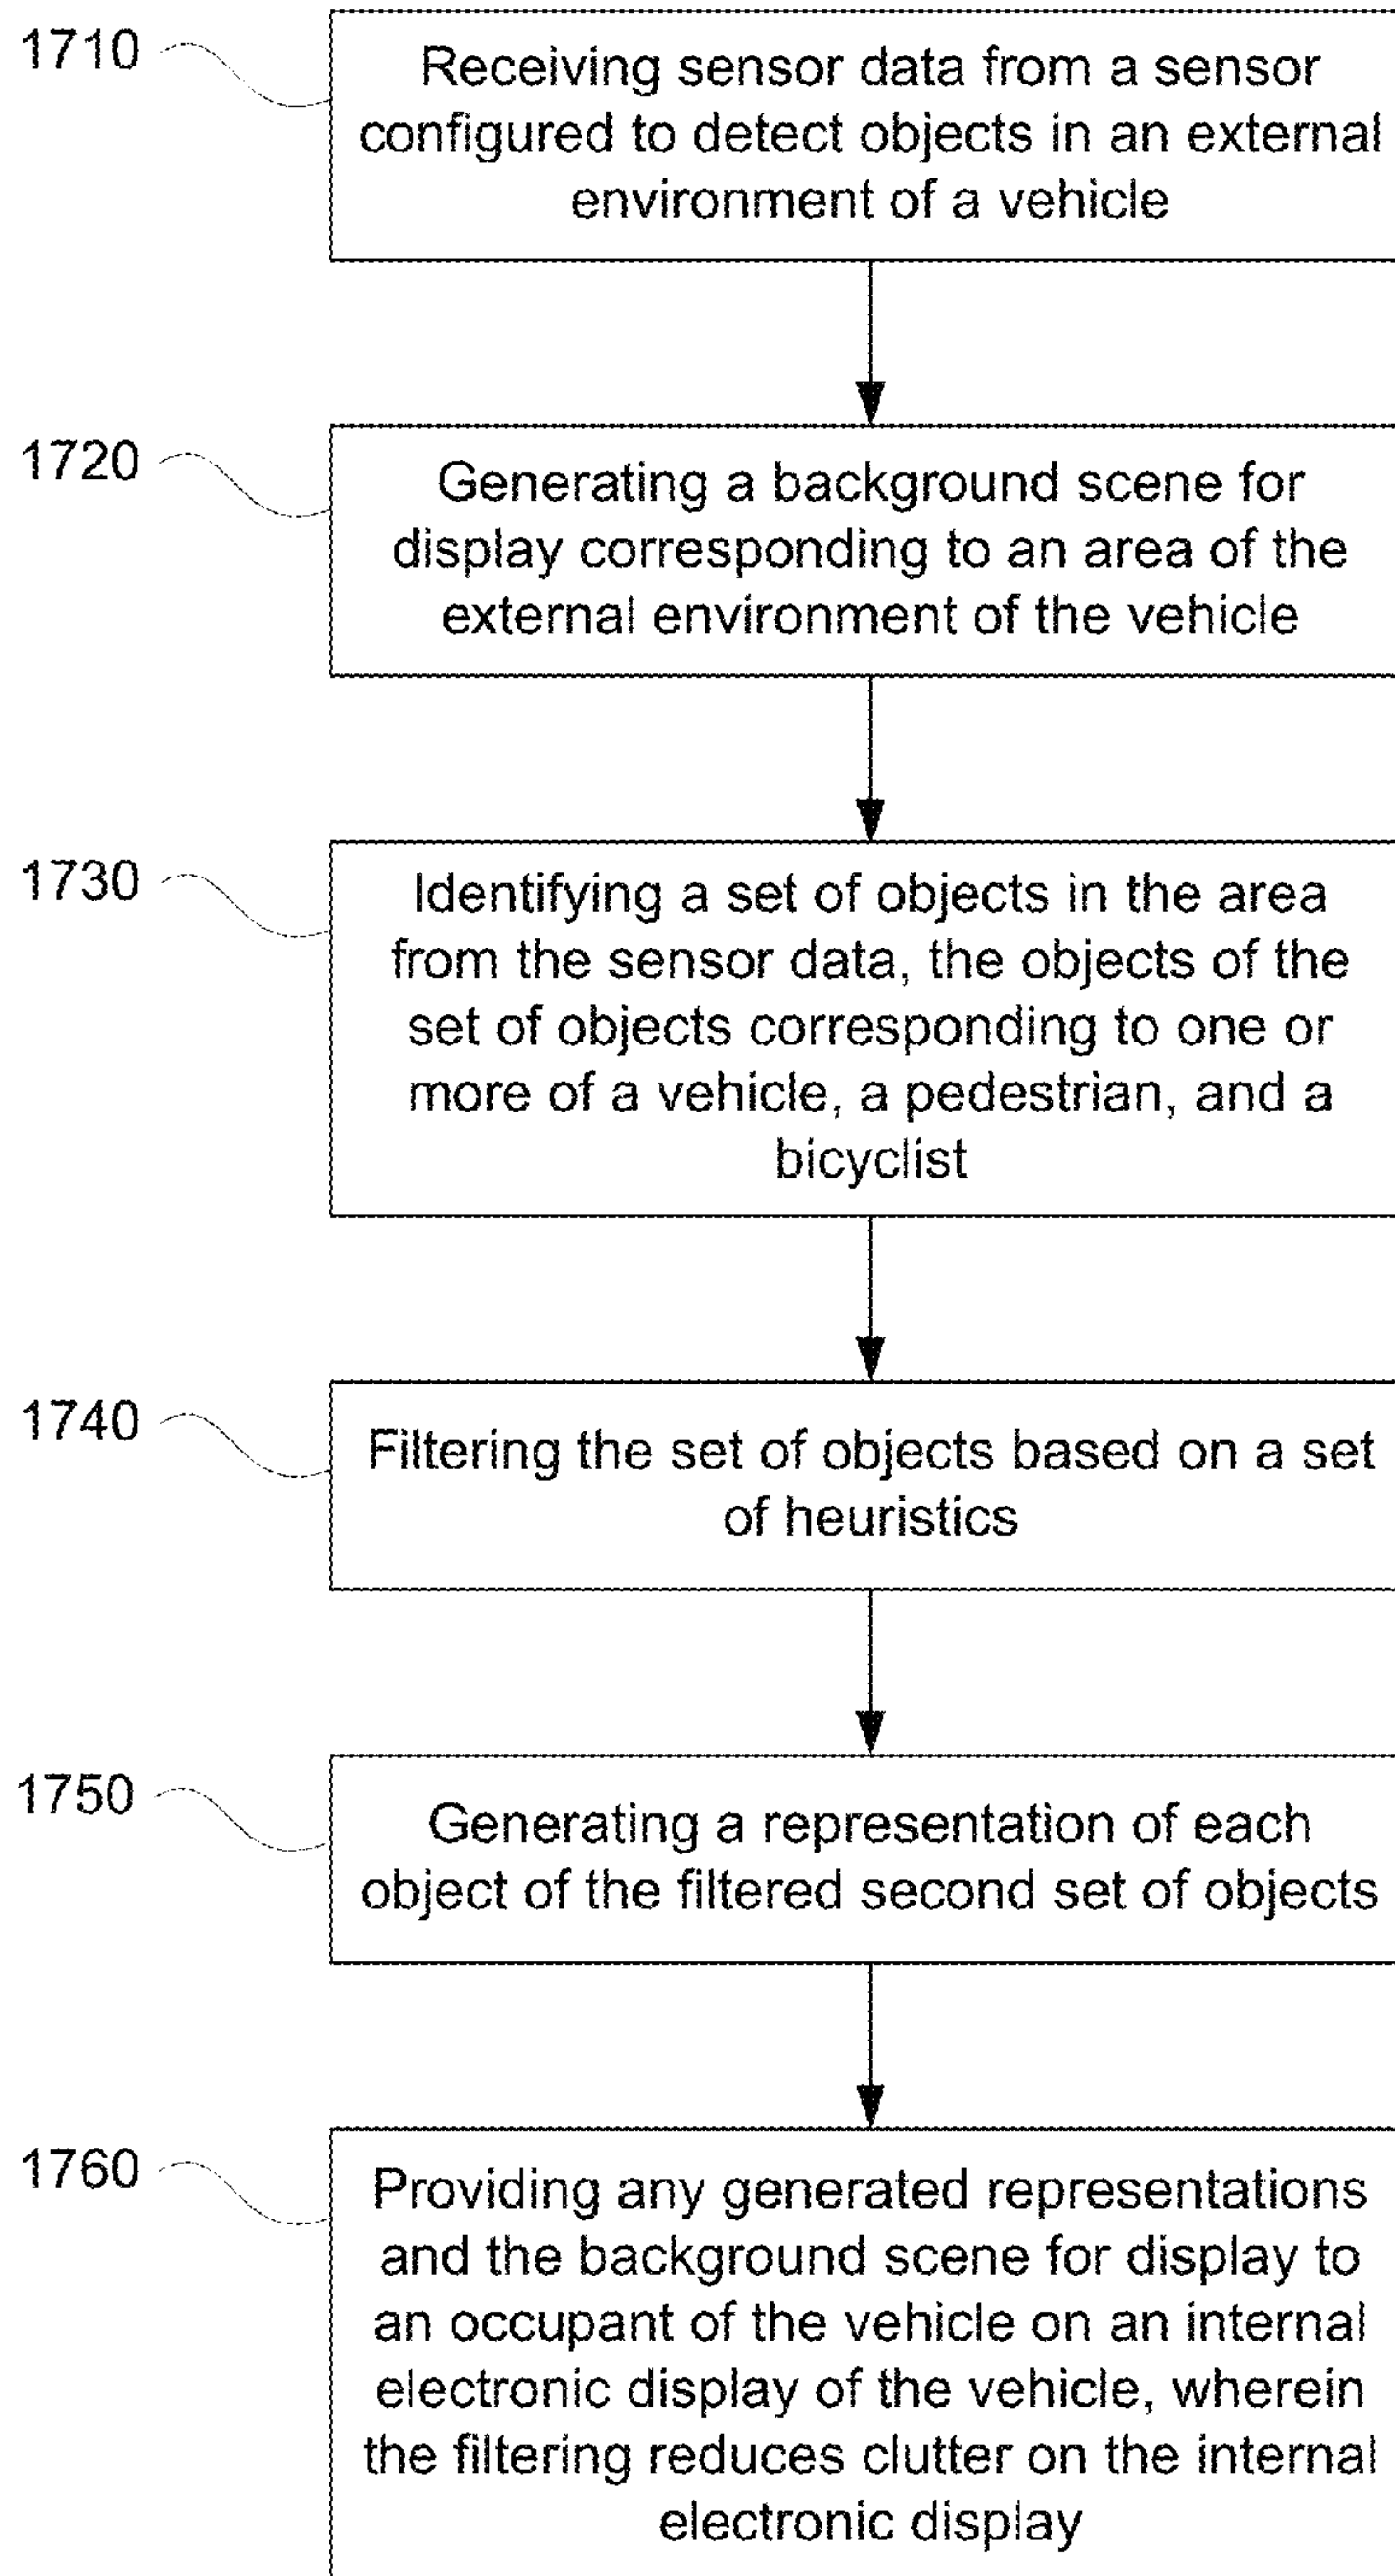 1710
Receiving sensor data from a sensor
configured to detect objects in an external
environment of a vehicle
1720
Generating a background scene for
display corresponding to an area of the
external environment of the vehicle
1730
Identifying a set of objects in the area
from the sensor data, the objects of the
set of objects corresponding to one or
more of a vehicle, a pedestrian, and a
bicyclist
1740
Filtering the set of objects based on a set
of heuristics
1750
Generating a representation of each
object of the filtered second set of objects
1760
Providing any generated representations
and the background scene for display to
an occupant of the vehicle on an internal
electronic display of the vehicle, wherein
the filtering reduces clutter on the internal
electronic display